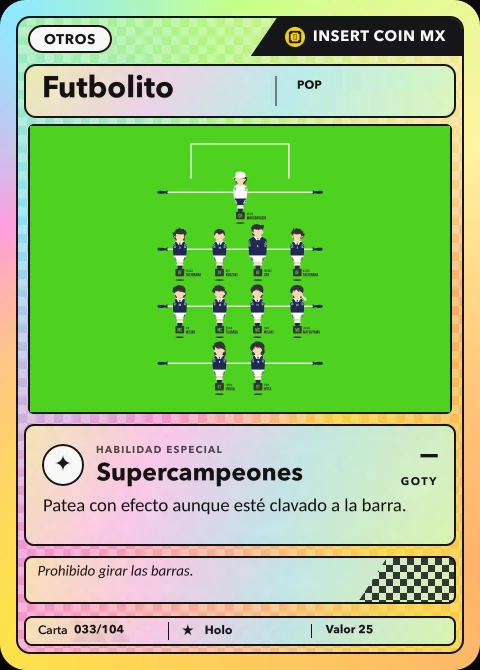 OTROS
INSERT COIN MX
Futbolito
POP
HABILIDAD ESPECIAL
Supercampeones
—
GOTY
Patea con efecto aunque esté clavado a la barra.
Prohibido girar las barras.
Carta 033/104
★ Holo
Valor 25